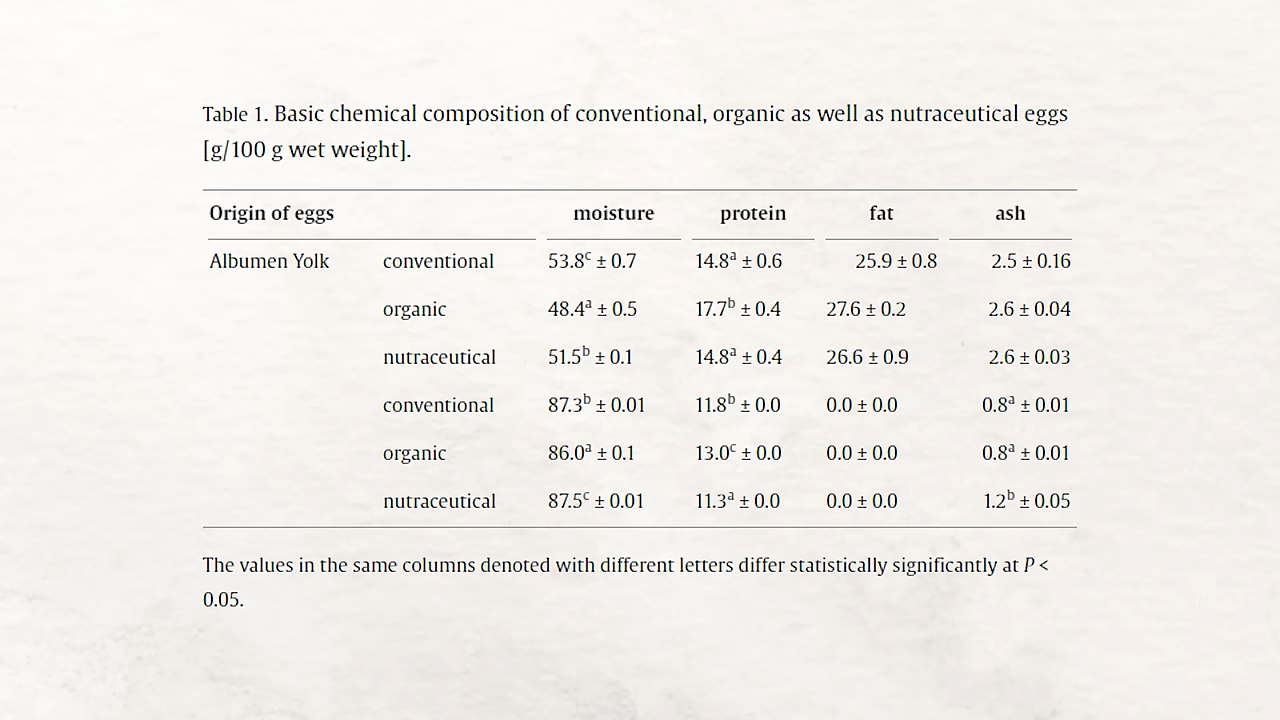 Table 1. Basic chemical composition of conventional, organic as well as nutraceutical eggs
[g/100 g wet weight].
Origin of eggs moisture protein fat ash
Albumen Yolk conventional 53.8ᶜ ± 0.7 14.8ᵃ ± 0.6 25.9 ± 0.8 2.5 ± 0.16
organic 48.4ᵃ ± 0.5 17.7ᵇ ± 0.4 27.6 ± 0.2 2.6 ± 0.04
nutraceutical 51.5ᵇ ± 0.1 14.8ᵃ ± 0.4 26.6 ± 0.9 2.6 ± 0.03
conventional 87.3ᵇ ± 0.01 11.8ᵇ ± 0.0 0.0 ± 0.0 0.8ᵃ ± 0.01
organic 86.0ᵃ ± 0.1 13.0ᶜ ± 0.0 0.0 ± 0.0 0.8ᵃ ± 0.01
nutraceutical 87.5ᶜ ± 0.01 11.3ᵃ ± 0.0 0.0 ± 0.0 1.2ᵇ ± 0.05
The values in the same columns denoted with different letters differ statistically significantly at P <
0.05.